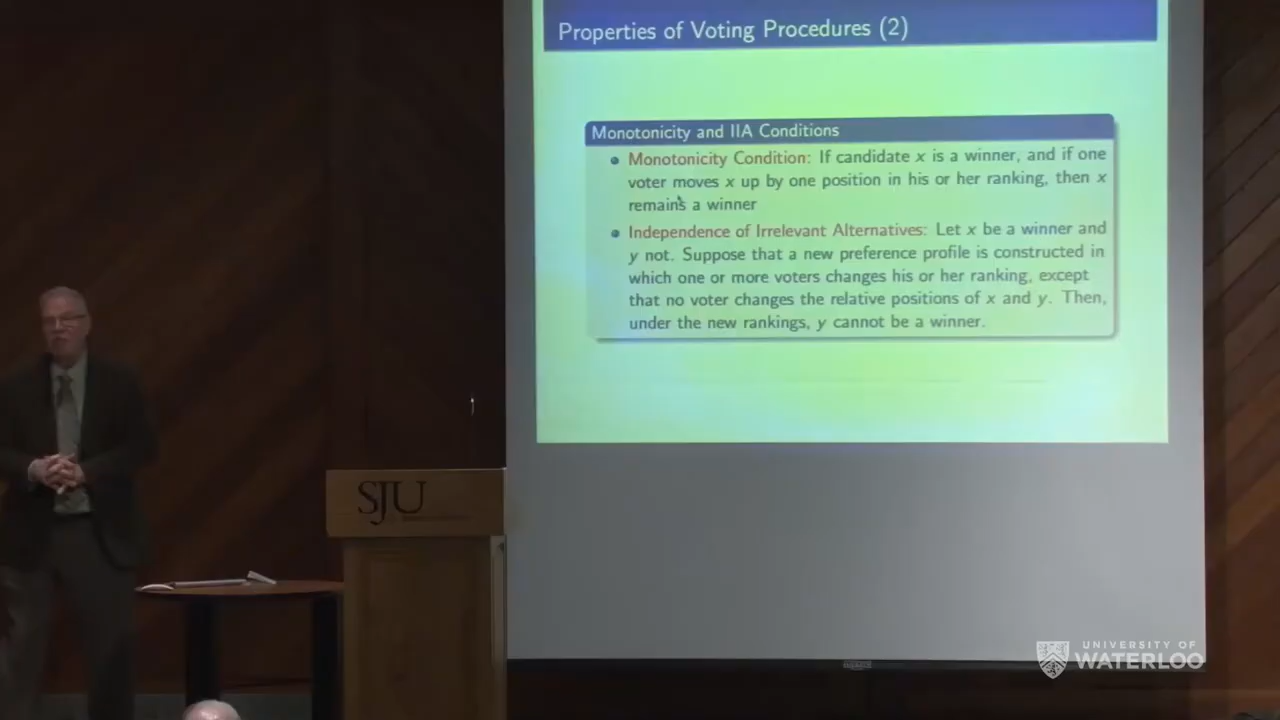 Properties of Voting Procedures (2)
Monotonicity and IIA Conditions
Monotonicity Condition: If candidate x is a winner, and if one
voter moves x up by one position in his or her ranking, then x
remains a winner
Independence of Irrelevant Alternatives: Let x be a winner and
y not. Suppose that a new preference profile is constructed in
which one or more voters changes his or her ranking, except
that no voter changes the relative positions of x and y. Then,
under the new rankings, y cannot be a winner.
SJU
UNIVERSITY OF
WATERLOO